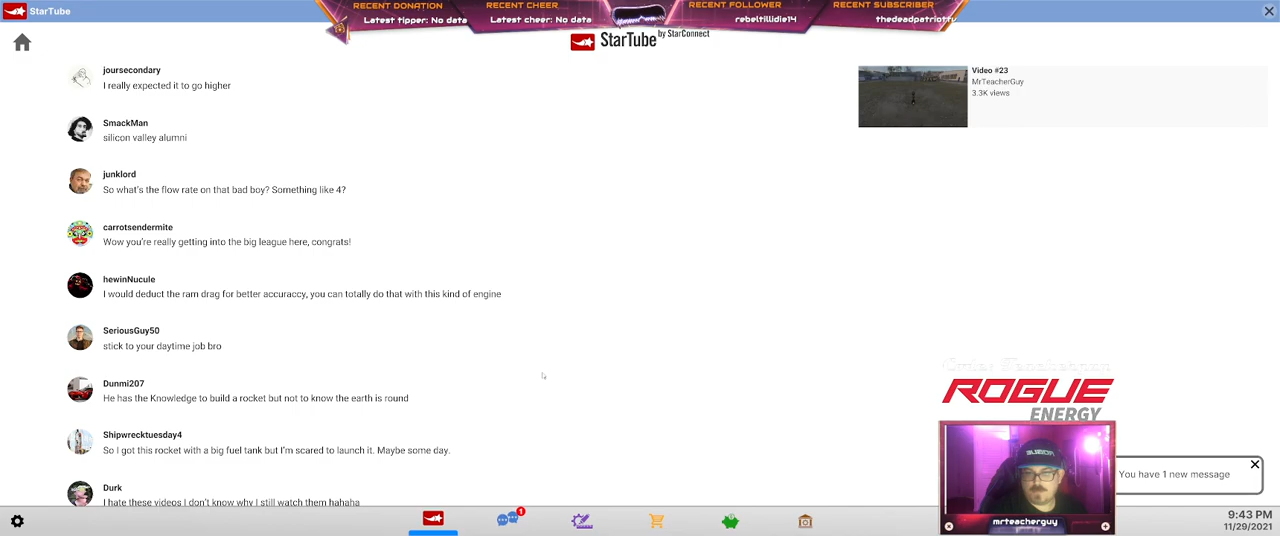 StarTube
RECENT DONATION
Latest tipper: No data
RECENT CHEER
Latest cheer: No data
RECENT FOLLOWER
rebeltillidie14
RECENT SUBSCRIBER
thedeadpatriottv
StarTube by StarConnect
joursecondary
I really expected it to go higher
SmackMan
silicon valley alumni
junklord
So what's the flow rate on that bad boy? Something like 4?
carrotsendermite
Wow you're really getting into the big league here, congrats!
hewinNucule
I would deduct the ram drag for better accuraccy, you can totally do that with this kind of engine
SeriousGuy50
stick to your daytime job bro
Dunmi207
He has the Knowledge to build a rocket but not to know the earth is round
Shipwrecktuesday4
So I got this rocket with a big fuel tank but I'm scared to launch it. Maybe some day.
Durk
I hate these videos I don't know why I still watch them hahaha
Video #23
MrTeacherGuy
3.3K views
ROGUE
ENERGY
mrteacherguy
You have 1 new message
1
9:43 PM
11/29/2021